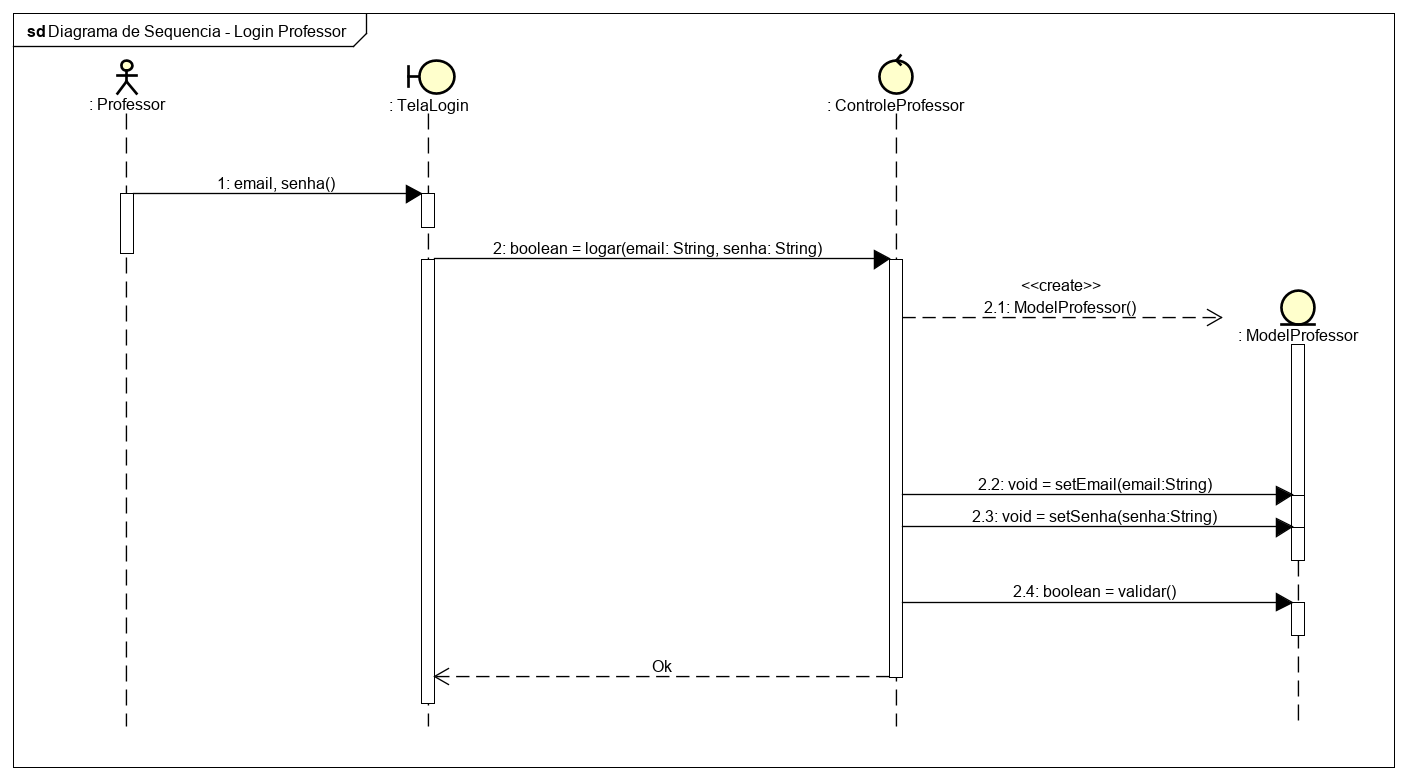 sd Diagrama de Sequencia - Login Professor
: Professor
: TelaLogin
: ControleProfessor
1: email, senha()
2: boolean = logar(email: String, senha: String)
<<create>>
2.1: ModelProfessor()
: ModelProfessor
2.2: void = setEmail(email:String)
2.3: void = setSenha(senha:String)
2.4: boolean = validar()
Ok